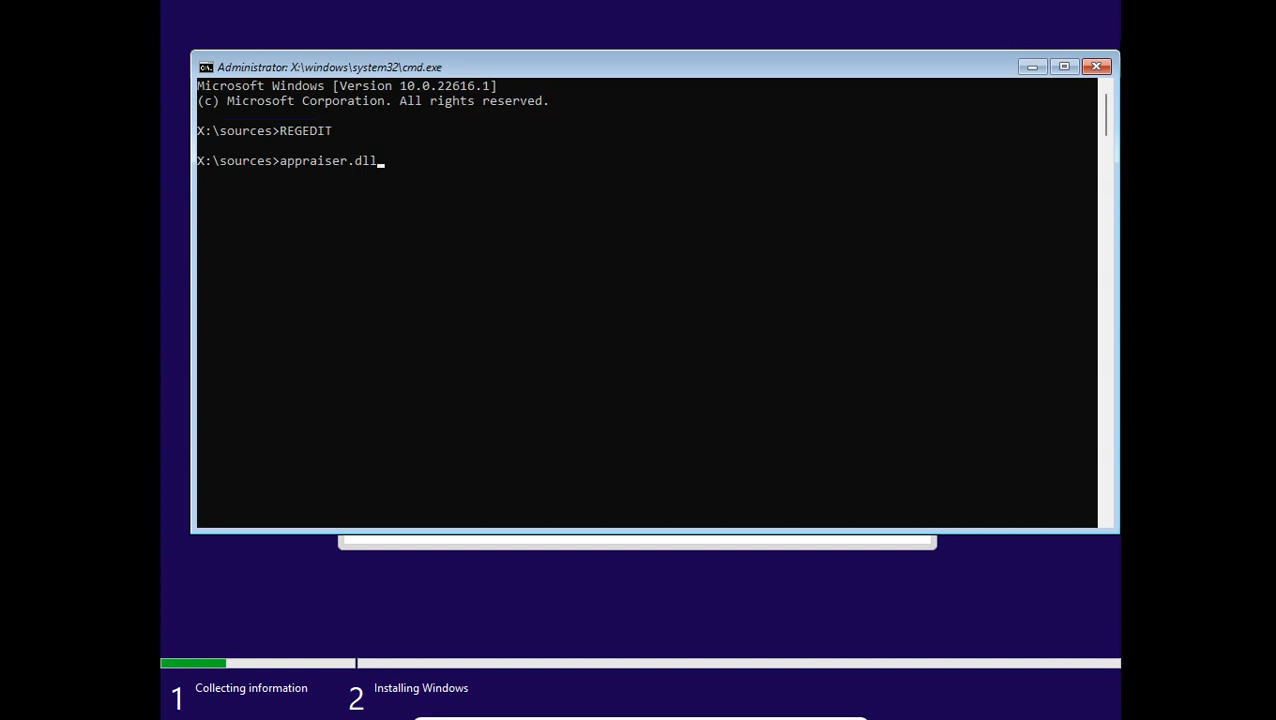 Administrator: X:\windows\system32\cmd.exe
Microsoft Windows [Version 10.0.22616.1]
(c) Microsoft Corporation. All rights reserved.
X:\sources>REGEDIT
X:\sources>appraiser.dll
1 Collecting information
2 Installing Windows